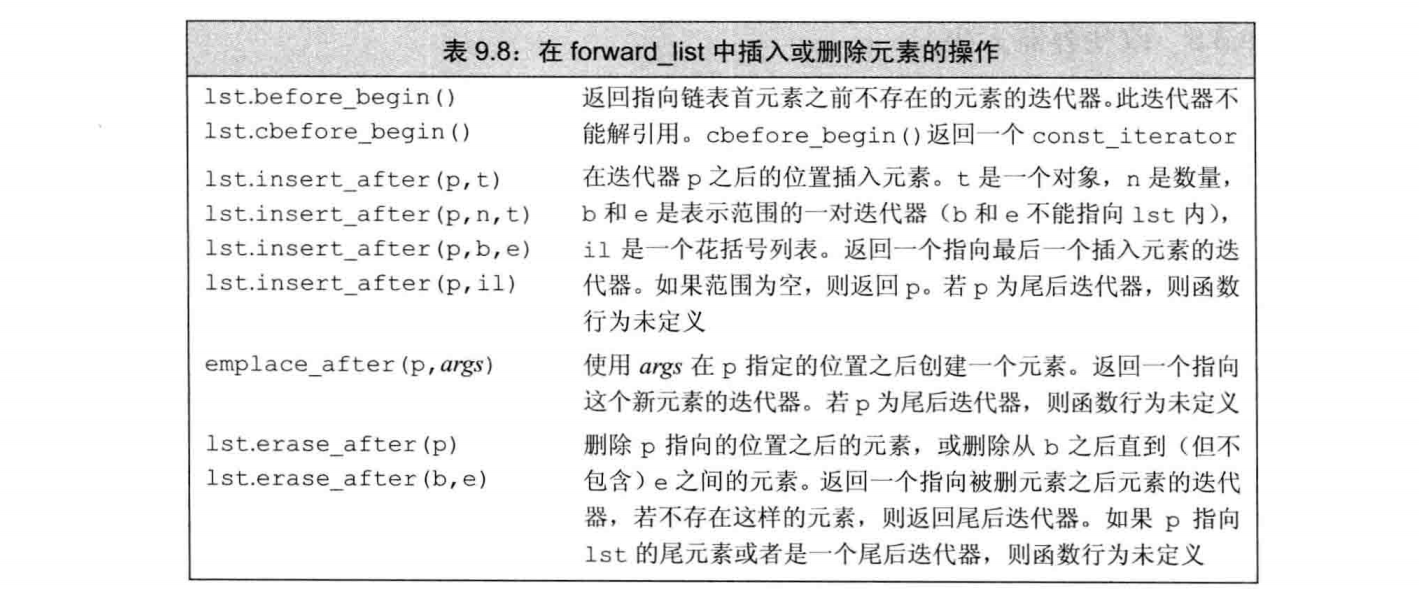 表 9.8：在 forward_list 中插入或删除元素的操作
lst.before_begin()
lst.cbefore_begin()
返回指向链表首元素之前不存在的元素的迭代器。此迭代器不
能解引用。cbefore_begin()返回一个 const_iterator
lst.insert_after(p,t)
lst.insert_after(p,n,t)
lst.insert_after(p,b,e)
lst.insert_after(p,il)
在迭代器 p 之后的位置插入元素。t 是一个对象，n 是数量，
b 和 e 是表示范围的一对迭代器（b 和 e 不能指向 lst 内），
il 是一个花括号列表。返回一个指向最后一个插入元素的迭
代器。如果范围为空，则返回 p。若 p 为尾后迭代器，则函数
行为未定义
emplace_after(p,args)
使用 args 在 p 指定的位置之后创建一个元素。返回一个指向
这个新元素的迭代器。若 p 为尾后迭代器，则函数行为未定义
lst.erase_after(p)
lst.erase_after(b,e)
删除 p 指向的位置之后的元素，或删除从 b 之后直到（但不
包含）e 之间的元素。返回一个指向被删元素之后元素的迭代
器，若不存在这样的元素，则返回尾后迭代器。如果 p 指向
lst 的尾元素或者是一个尾后迭代器，则函数行为未定义